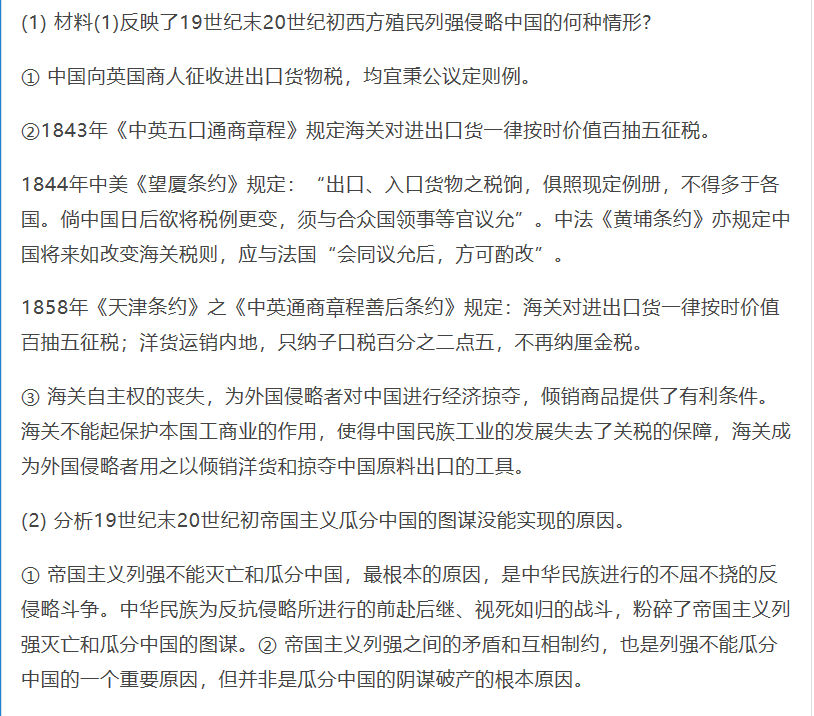 (1) 材料(1)反映了19世纪末20世纪初西方殖民列强侵略中国的何种情形?
① 中国向英国商人征收进出口货物税，均宜秉公议定则例。
②1843年《中英五口通商章程》规定海关对进出口货一律按时价值百抽五征税。
1844年中美《望厦条约》规定：“出口、入口货物之税饷，俱照现定例册，不得多于各
国。倘中国日后欲将税例更变，须与合众国领事等官议允”。中法《黄埔条约》亦规定中
国将来如改变海关税则，应与法国“会同议允后，方可酌改”。
1858年《天津条约》之《中英通商章程善后条约》规定：海关对进出口货一律按时价值
百抽五征税；洋货运销内地，只纳子口税百分之二点五，不再纳厘金税。
③ 海关自主权的丧失，为外国侵略者对中国进行经济掠夺，倾销商品提供了有利条件。
海关不能起保护本国工商业的作用，使得中国民族工业的发展失去了关税的保障，海关成
为外国侵略者用之以倾销洋货和掠夺中国原料出口的工具。
(2) 分析19世纪末20世纪初帝国主义瓜分中国的图谋没能实现的原因。
① 帝国主义列强不能灭亡和瓜分中国，最根本的原因，是中华民族进行的不屈不挠的反
侵略斗争。中华民族为反抗侵略所进行的前赴后继、视死如归的战斗，粉碎了帝国主义列
强灭亡和瓜分中国的图谋。② 帝国主义列强之间的矛盾和互相制约，也是列强不能瓜分
中国的一个重要原因，但并非是瓜分中国的阴谋破产的根本原因。